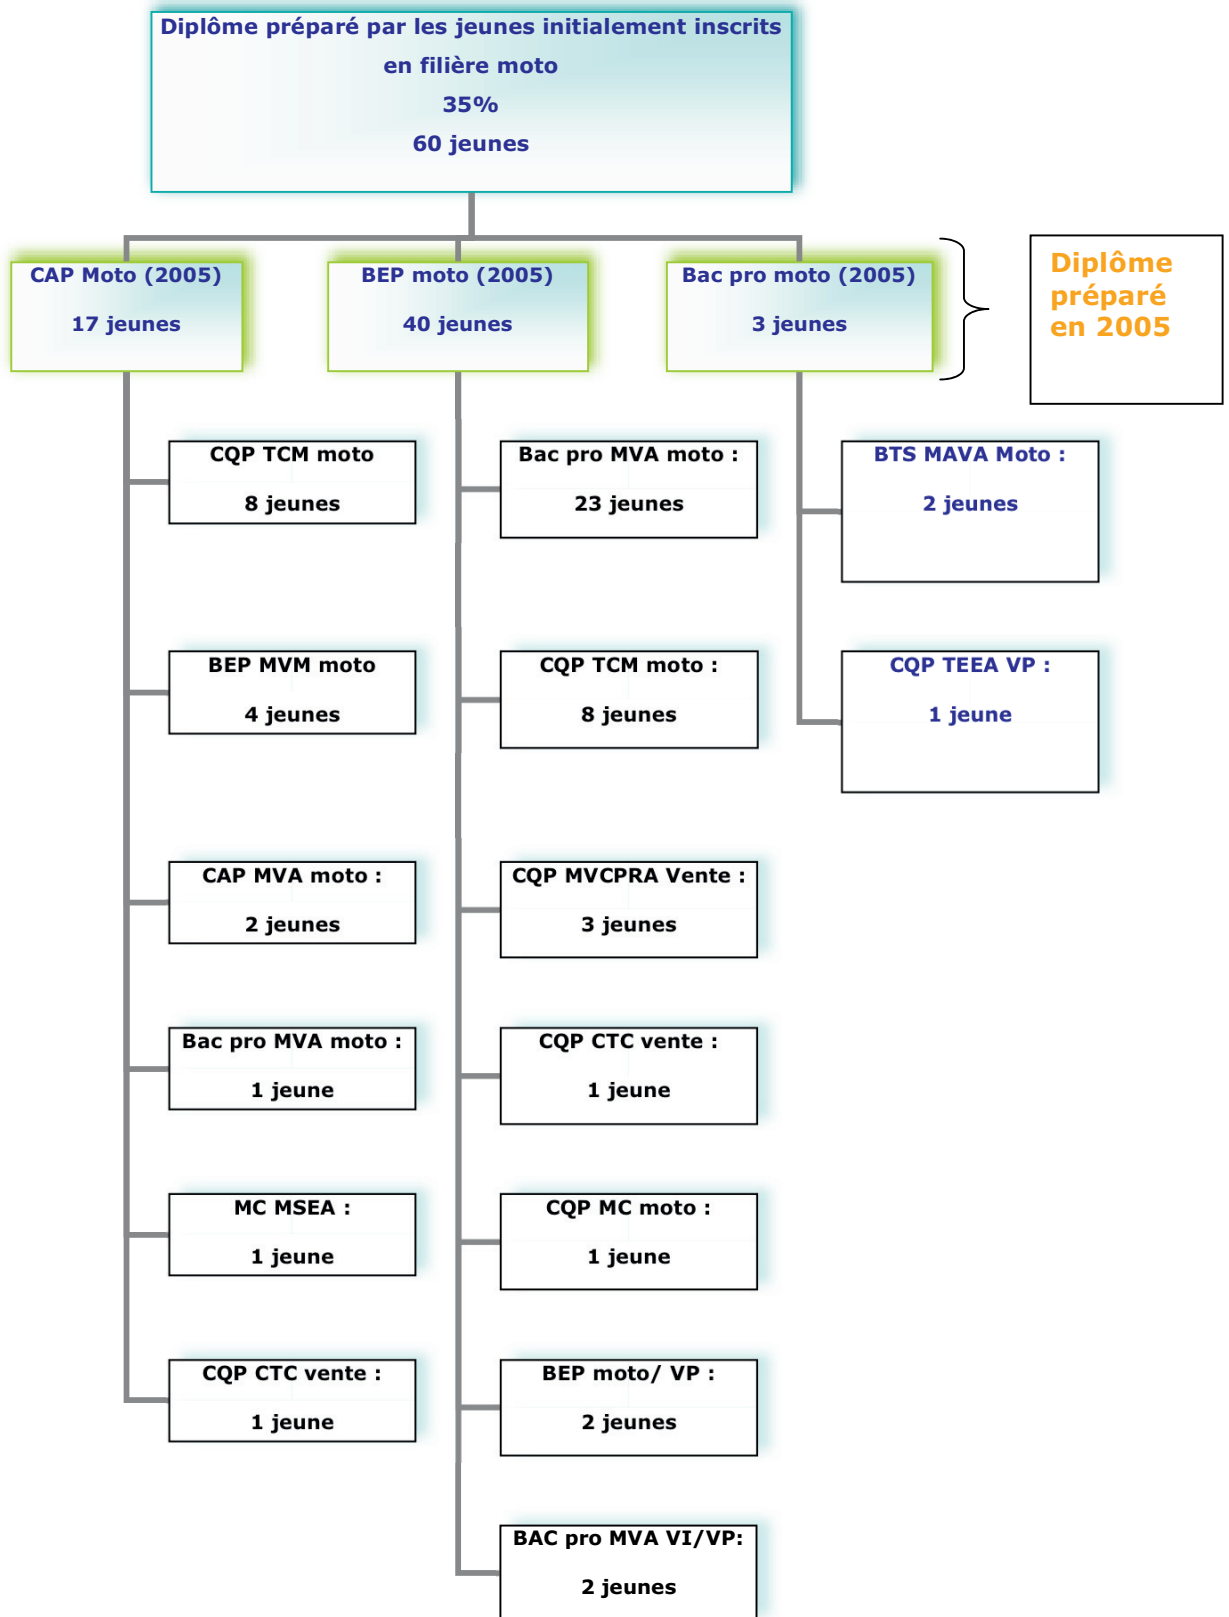 Diplôme préparé par les jeunes initialement inscrits
en filière moto
35%
60 jeunes
CAP Moto (2005)
17 jeunes
BEP moto (2005)
40 jeunes
Bac pro moto (2005)
3 jeunes
Diplôme
préparé
en 2005
CQP TCM moto
8 jeunes
Bac pro MVA moto :
23 jeunes
BTS MAVA Moto :
2 jeunes
BEP MVM moto
4 jeunes
CQP TCM moto :
8 jeunes
CQP TEEA VP :
1 jeune
CAP MVA moto :
2 jeunes
CQP MVCPRA Vente :
3 jeunes
Bac pro MVA moto :
1 jeune
CQP CTC vente :
1 jeune
MC MSEA :
1 jeune
CQP MC moto :
1 jeune
CQP CTC vente :
1 jeune
BEP moto/ VP :
2 jeunes
BAC pro MVA VI/VP:
2 jeunes